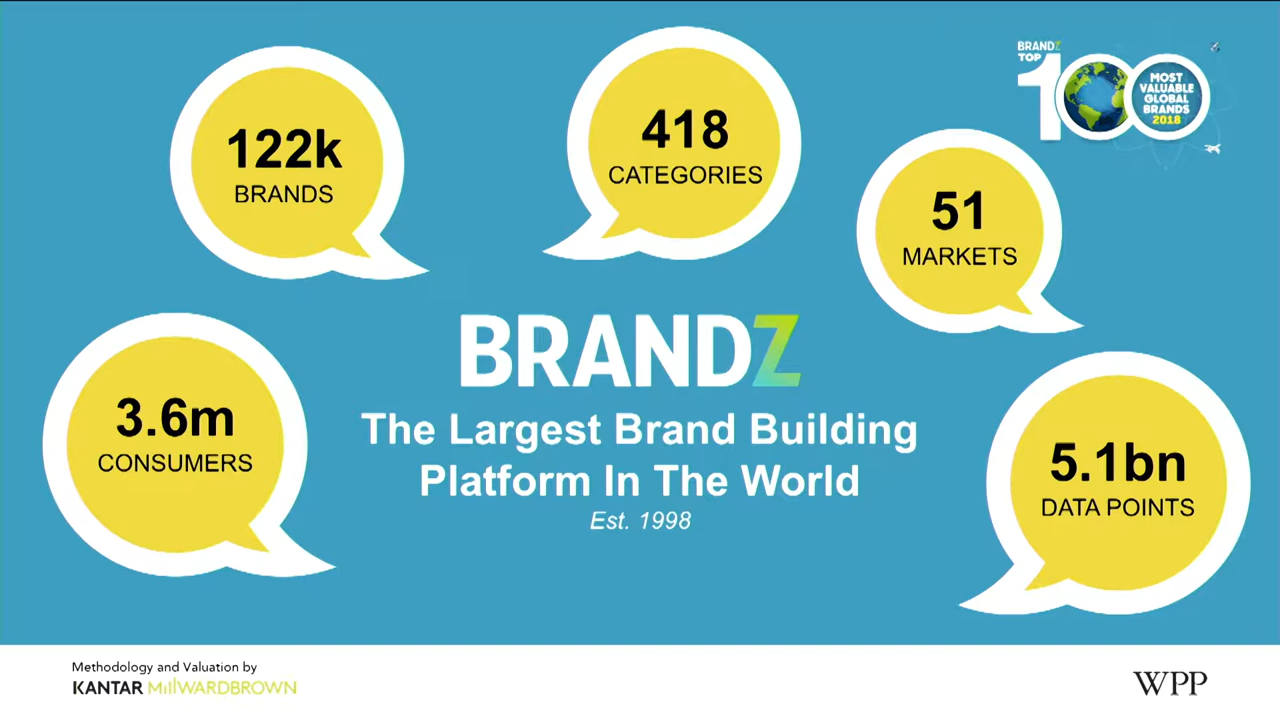 122k
BRANDS
418
CATEGORIES
BRANDZ
TOP
100
MOST
VALUABLE
GLOBAL
BRANDS
2018
51
MARKETS
BRANDZ
The Largest Brand Building
Platform In The World
Est. 1998
3.6m
CONSUMERS
5.1bn
DATA POINTS
Methodology and Valuation by
KANTAR MillWARDBROWN
WPP